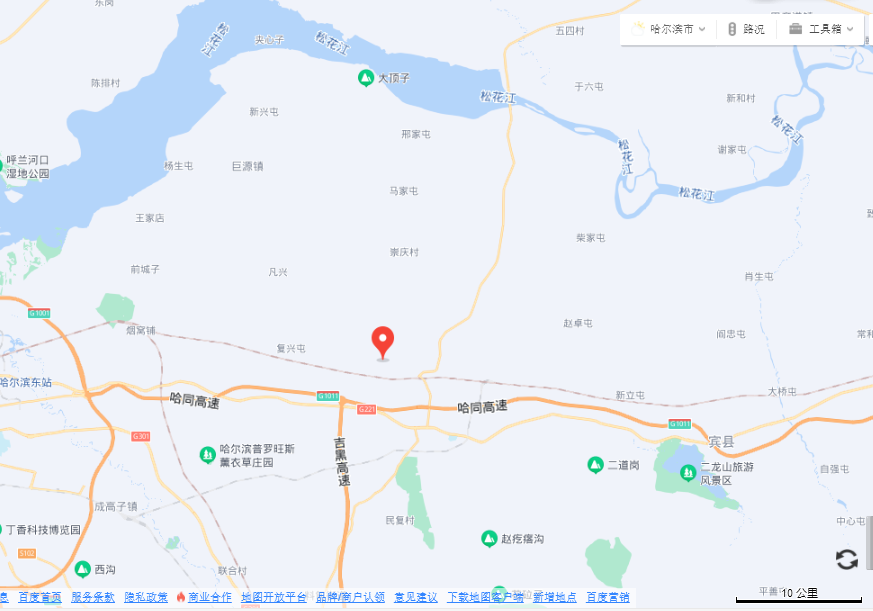 东岗
夹心子
松花江
松花江
五四村
哈尔滨市
路况
工具箱
大顶子
陈排村
于六屯
松花江
新和村
新兴屯
邢家屯
松花江
松花江
谢家屯
呼兰河口
湿地公园
杨生屯
巨源镇
马家屯
松花江
王家店
柴家屯
崇庆村
前城子
凡兴
肖生屯
G1001
烟窝铺
赵卓屯
阎忠屯
常和
复兴屯
哈尔滨东站
新立屯
大桥屯
哈同高速
G1011
G221
哈同高速
G1011
宾县
G301
吉黑高速
哈尔滨普罗旺斯
薰衣草庄园
二道岗
二龙山旅游
风景区
自强屯
成高子镇
民复村
中心屯
丁香科技博览园
赵疙瘩沟
S102
西沟
联合村
平善
10 公里
息 百度首页 服务条款 隐私政策 商业合作 地图开放平台 品牌/商户认领 意见建议 下载地图客户端 新增地点 百度营销